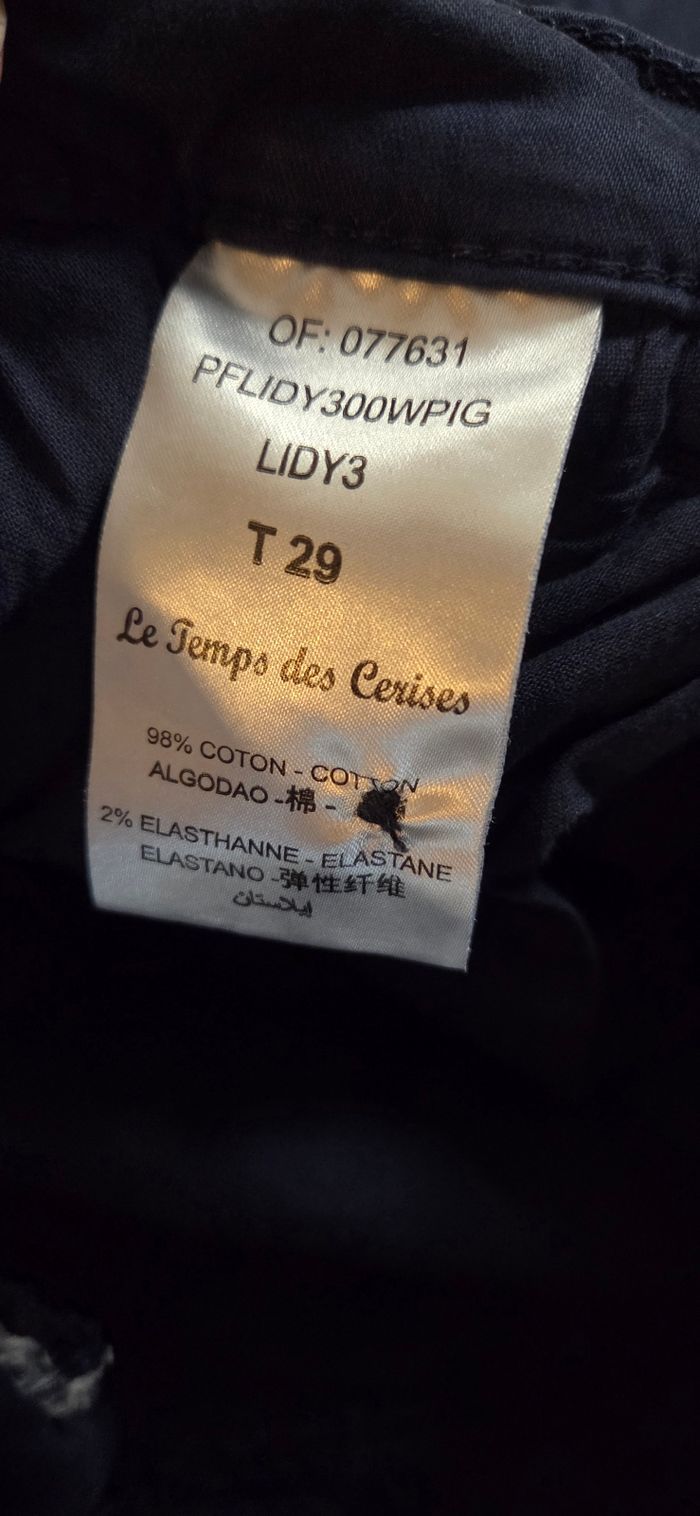 OF: 077631
PFLIDY300WPIG
LIDY3
T 29
Le Temps des Cerises
98% COTON - COTTON
ALGODAO -棉 -
2% ELASTHANNE - ELASTANE
ELASTANO -弹性纤维
إيلاستان